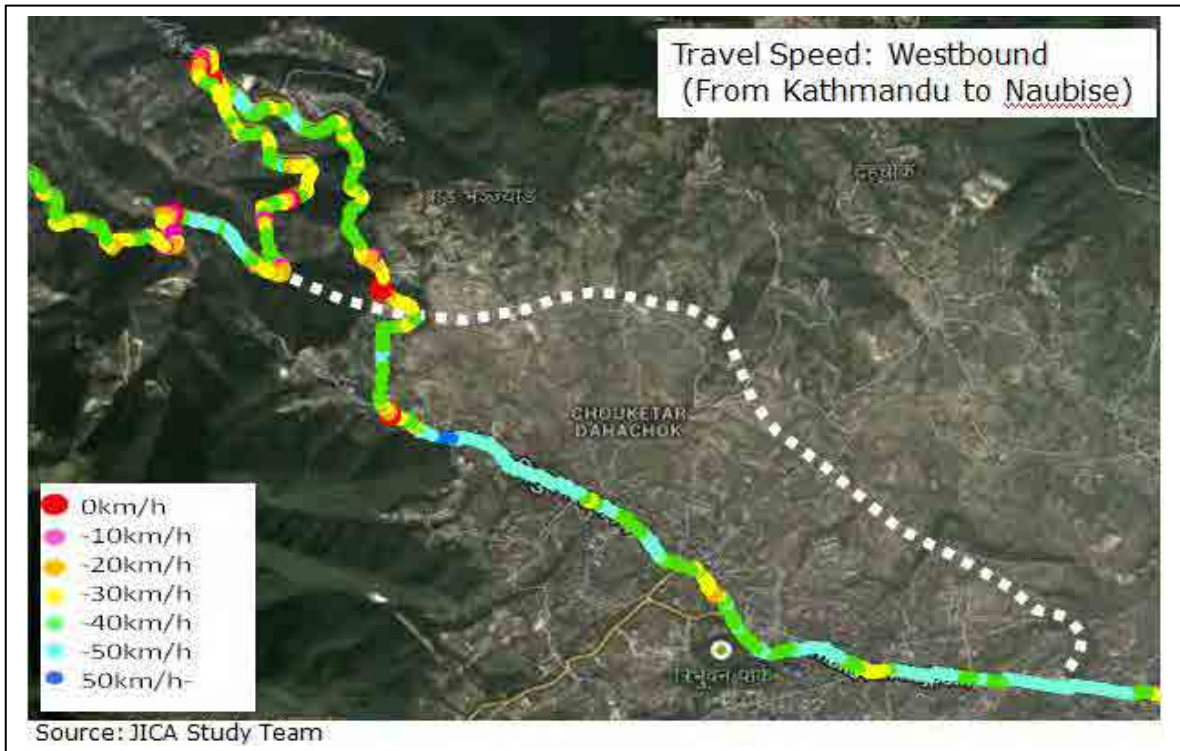 Travel Speed: Westbound
(From Kathmandu to Naubise)
CHOUKETAR
DAHACHOK
0km/h
-10km/h
-20km/h
-30km/h
-40km/h
-50km/h
50km/h-
Source: JICA Study Team